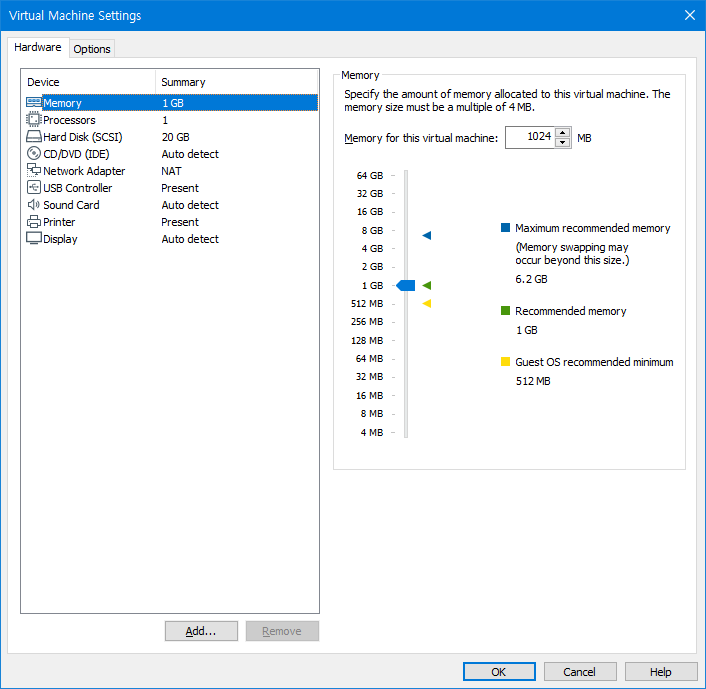 Virtual Machine Settings
Hardware Options
Device Summary
Memory 1 GB
Processors 1
Hard Disk (SCSI) 20 GB
CD/DVD (IDE) Auto detect
Network Adapter NAT
USB Controller Present
Sound Card Auto detect
Printer Present
Display Auto detect
Add...
Remove
Memory
Specify the amount of memory allocated to this virtual machine. The
memory size must be a multiple of 4 MB.
Memory for this virtual machine: 1024 MB
64 GB
32 GB
16 GB
8 GB
4 GB
2 GB
1 GB
512 MB
256 MB
128 MB
64 MB
32 MB
16 MB
8 MB
4 MB
Maximum recommended memory
(Memory swapping may
occur beyond this size.)
6.2 GB
Recommended memory
1 GB
Guest OS recommended minimum
512 MB
OK Cancel Help